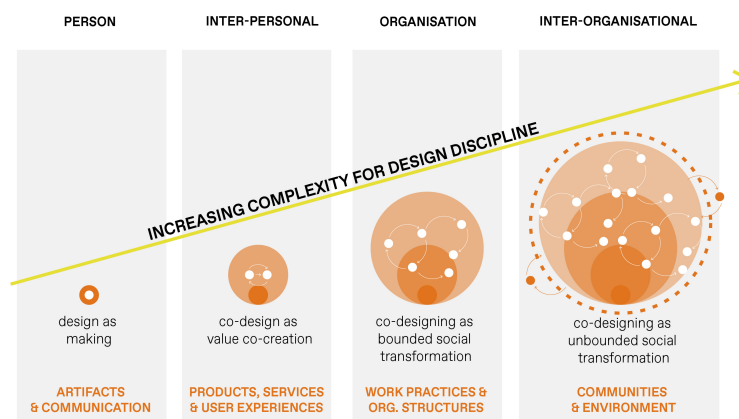 PERSON
INTER-PERSONAL
ORGANISATION
INTER-ORGANISATIONAL
INCREASING COMPLEXITY FOR DESIGN DISCIPLINE
design as
making
co-design as
value co-creation
co-designing as
bounded social
transformation
co-designing as
unbounded social
transformation
ARTIFACTS
& COMMUNICATION
PRODUCTS, SERVICES
& USER EXPERIENCES
WORK PRACTICES &
ORG. STRUCTURES
COMMUNITIES
& ENVIRONMENT